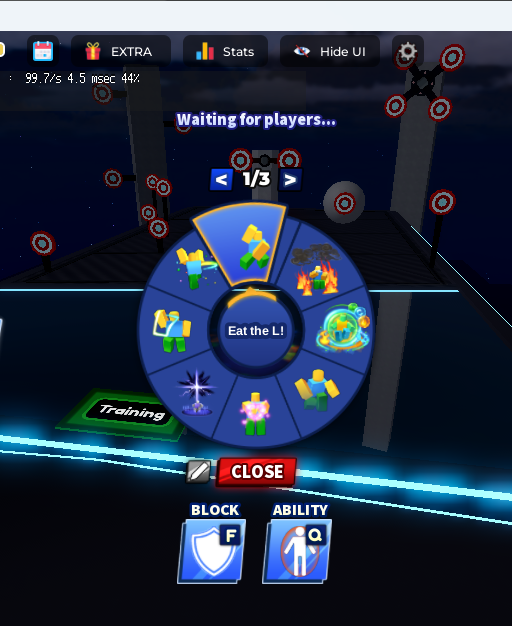 EXTRA
Stats
Hide UI
: 99.7/s 4.5 msec 44%
Waiting for players...
< 1/3 >
Eat the L!
Training
CLOSE
BLOCK
ABILITY
F
Q